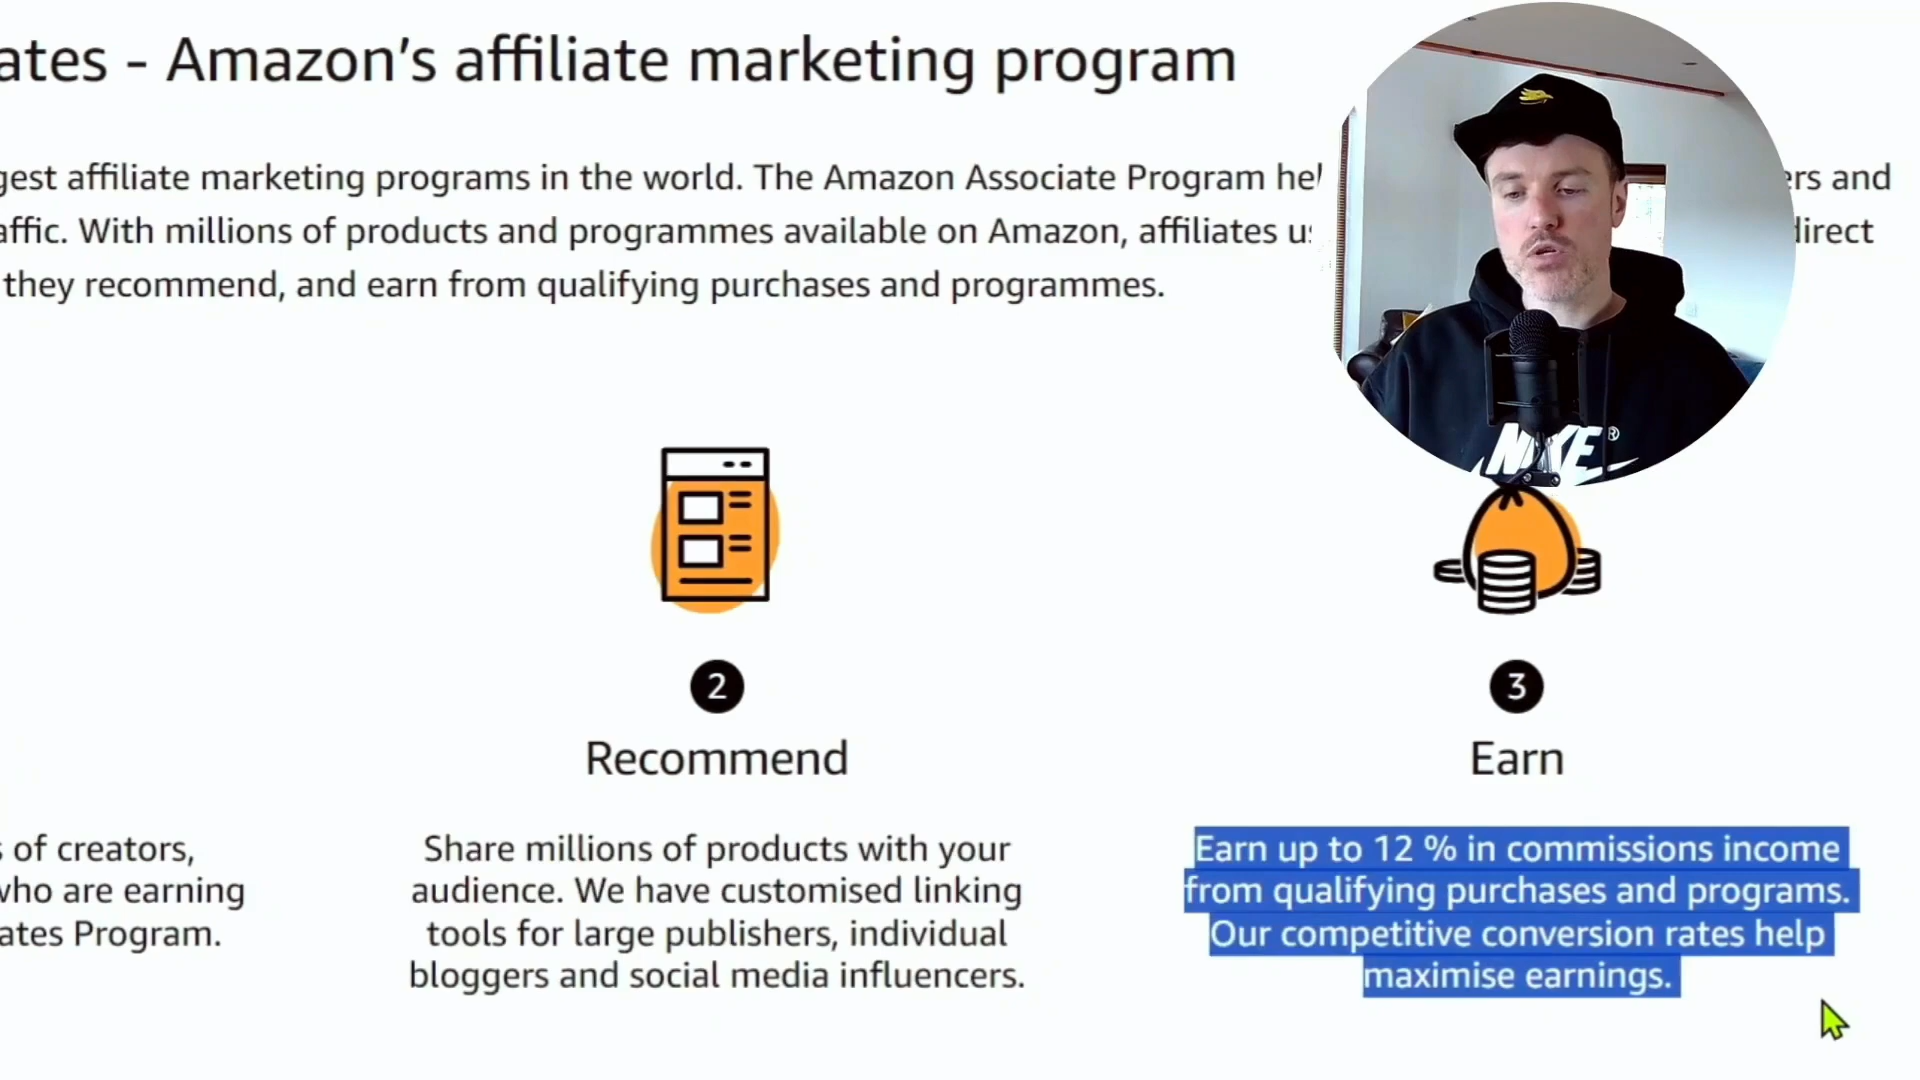 ates - Amazon's affiliate marketing program
gest affiliate marketing programs in the world. The Amazon Associate Program hel
ers and
affic. With millions of products and programmes available on Amazon, affiliates us
direct
they recommend, and earn from qualifying purchases and programmes.
NIKE®
2
3
Recommend
Earn
s of creators,
who are earning
ates Program.
Share millions of products with your
audience. We have customised linking
tools for large publishers, individual
bloggers and social media influencers.
Earn up to 12 % in commissions income
from qualifying purchases and programs.
Our competitive conversion rates help
maximise earnings.